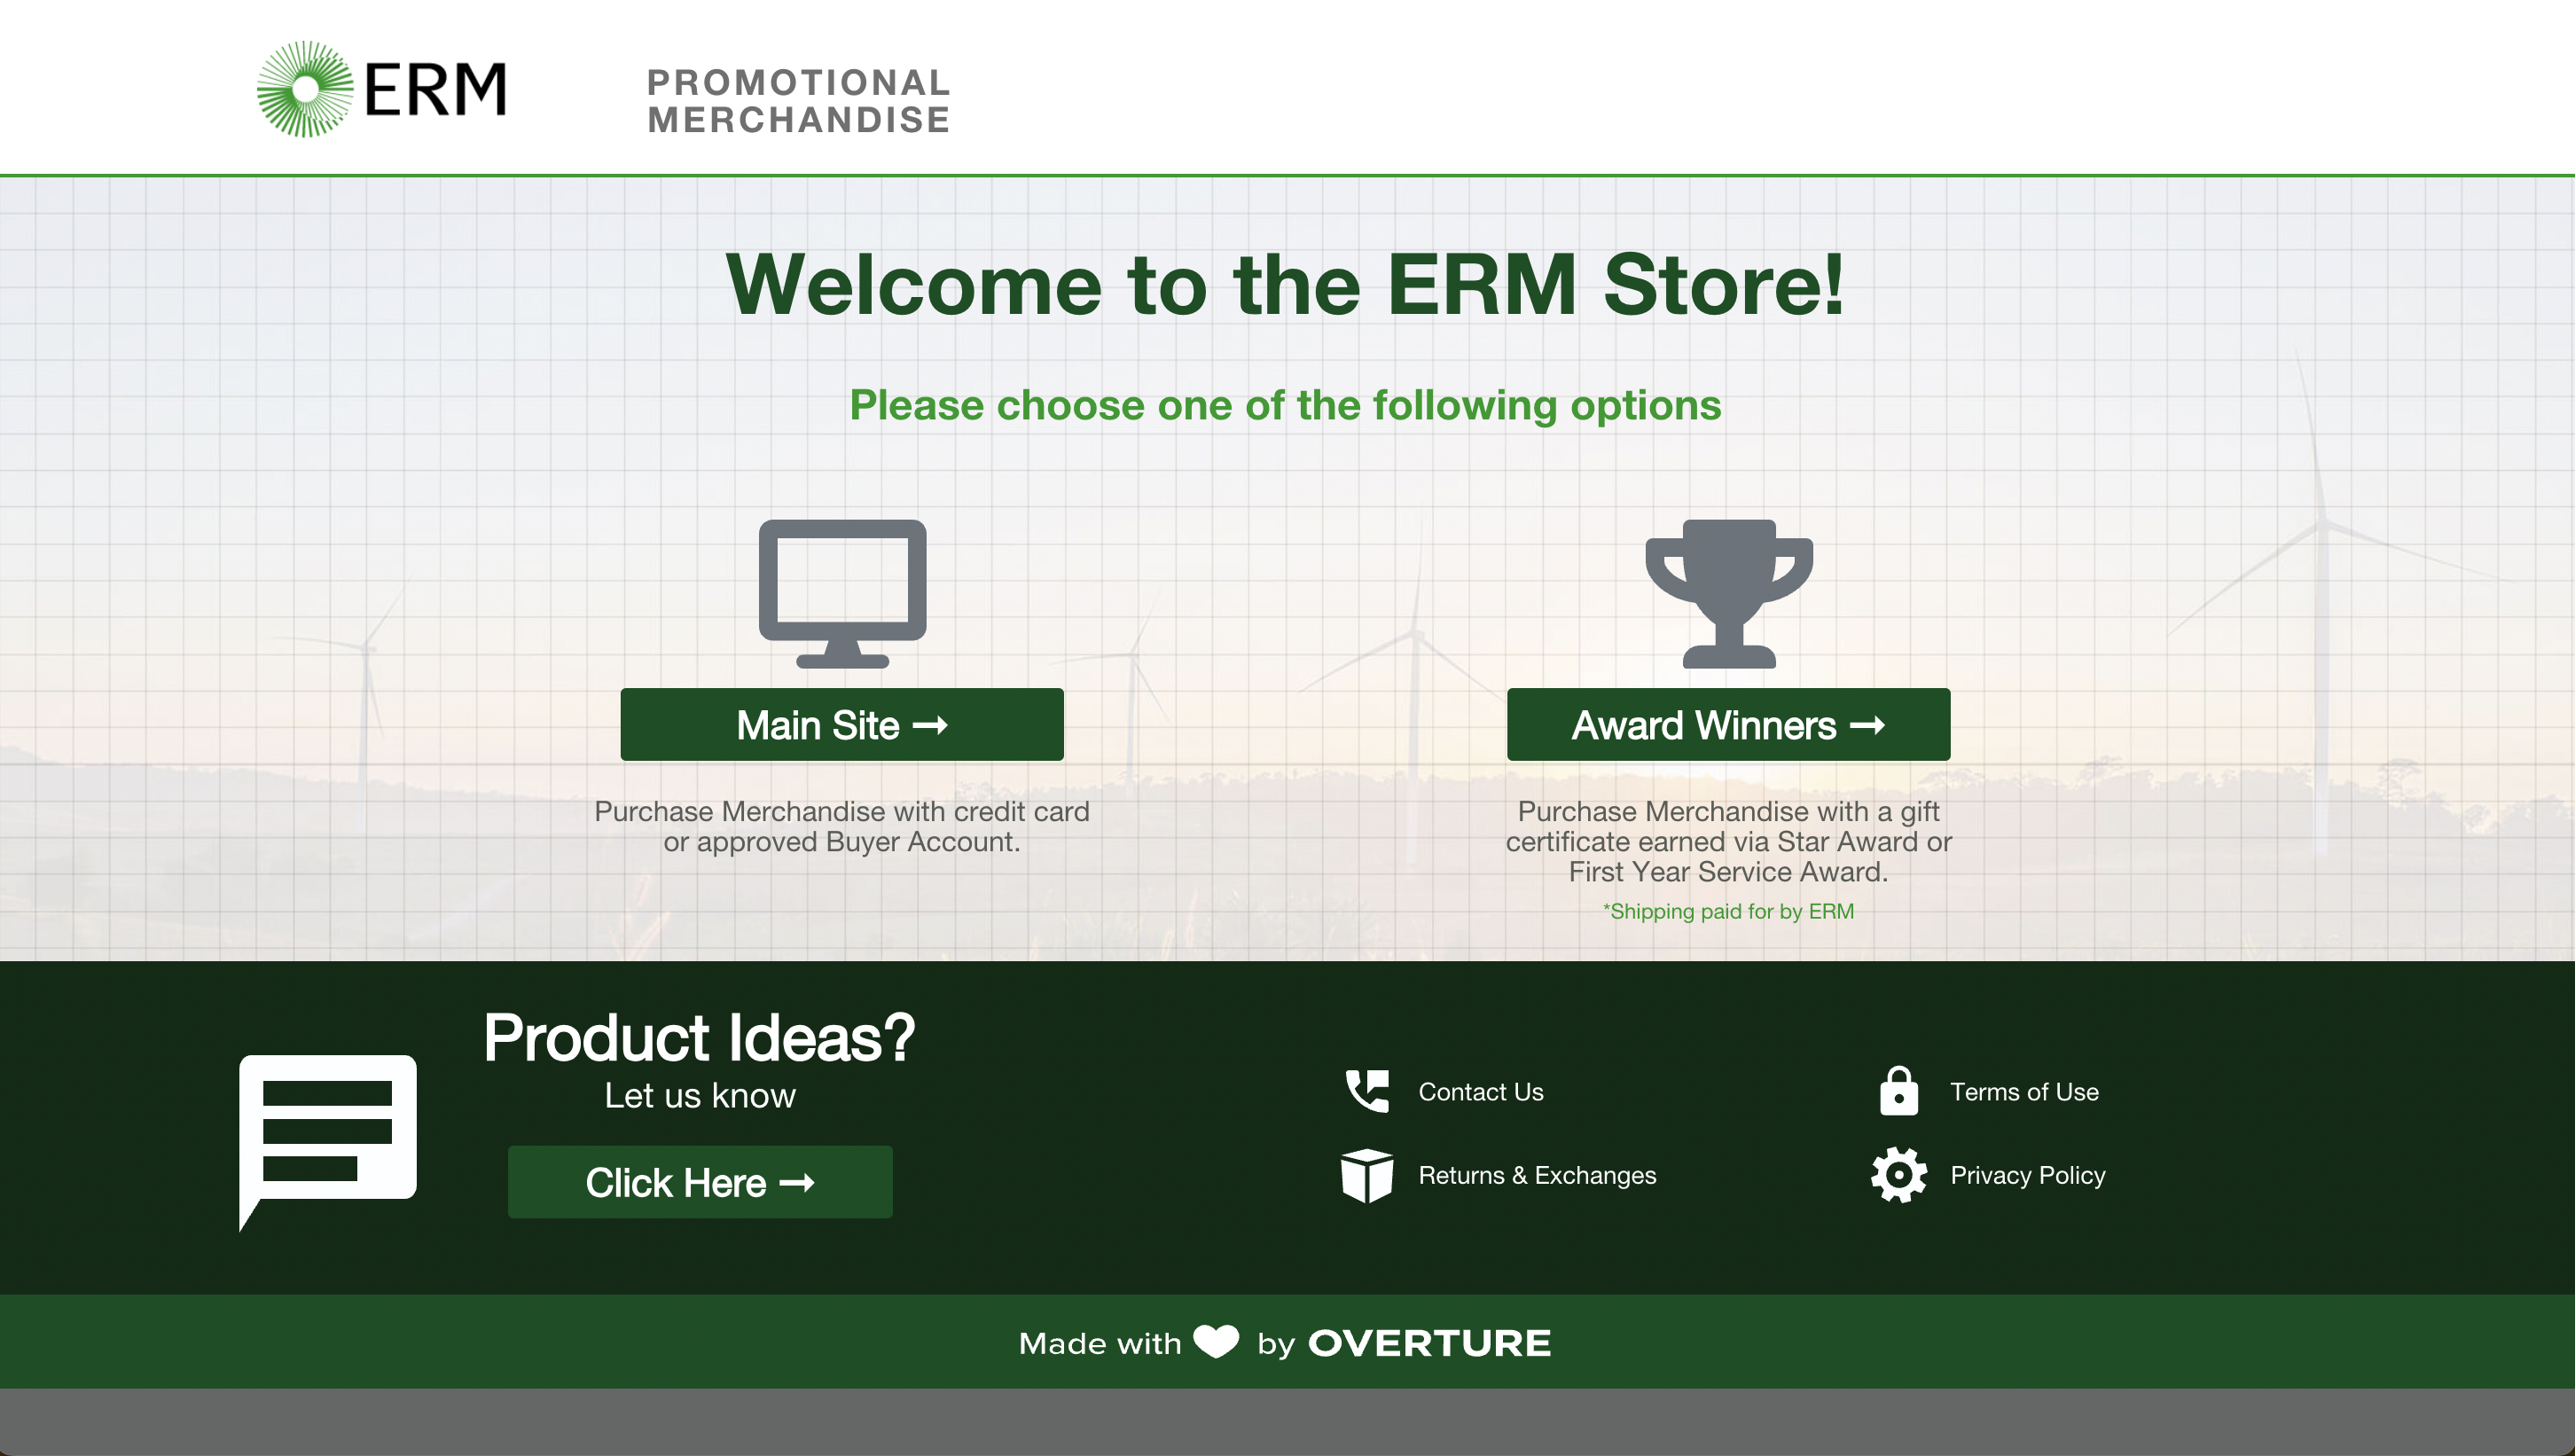 ERM
PROMOTIONAL
MERCHANDISE
Welcome to the ERM Store!
Please choose one of the following options
Main Site →
Purchase Merchandise with credit card
or approved Buyer Account.
Award Winners →
Purchase Merchandise with a gift
certificate earned via Star Award or
First Year Service Award.
*Shipping paid for by ERM
Product Ideas?
Let us know
Click Here →
Contact Us
Returns & Exchanges
Terms of Use
Privacy Policy
Made with ♥ by OVERTURE